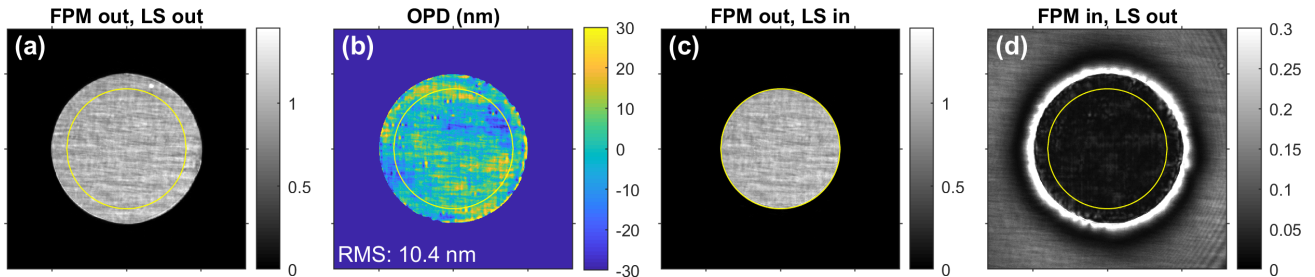 FPM out, LS out
(a)
1
0.5
0
OPD (nm)
(b)
RMS: 10.4 nm
30
20
10
0
-10
-20
-30
FPM out, LS in
(c)
1
0.5
0
FPM in, LS out
(d)
0.3
0.25
0.2
0.15
0.1
0.05
0